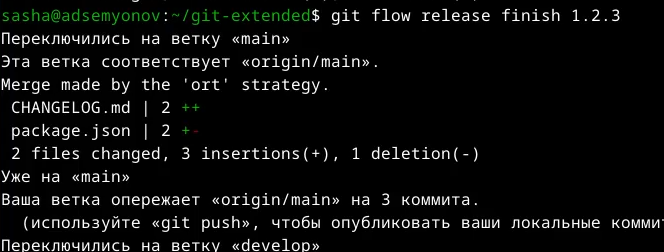 sasha@adsemyonov:~/git-extended$ git flow release finish 1.2.3
Переключились на ветку «main»
Эта ветка соответствует «origin/main».
Merge made by the 'ort' strategy.
CHANGELOG.md | 2 ++
package.json | 2 +-
2 files changed, 3 insertions(+), 1 deletion(-)
Уже на «main»
Ваша ветка опережает «origin/main» на 3 коммита.
(используйте «git push», чтобы опубликовать ваши локальные комми
Переключились на ветку «develop»